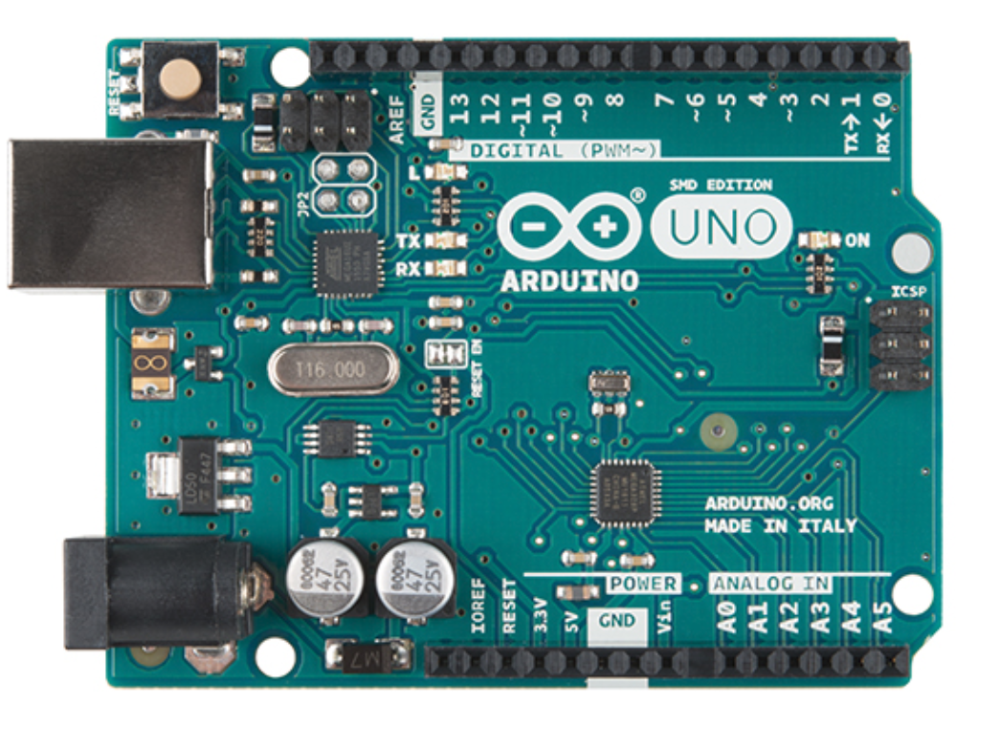 RESET
AREF
GND
13
12
~11
~10
~9
8
7
~6
~5
4
~3
2
TX→1
RX←0
DIGITAL (PWM~)
JP2
L
TX
RX
SMD EDITION
®
UNO
ON
ARDUINO
ICSP
T16.000
RESET EN
LD50
F447
ARDUINO.ORG
MADE IN ITALY
47
25V
47
25V
M7
POWER
ANALOG IN
IOREF
RESET
3.3V
5V
GND
Vin
A0
A1
A2
A3
A4
A5